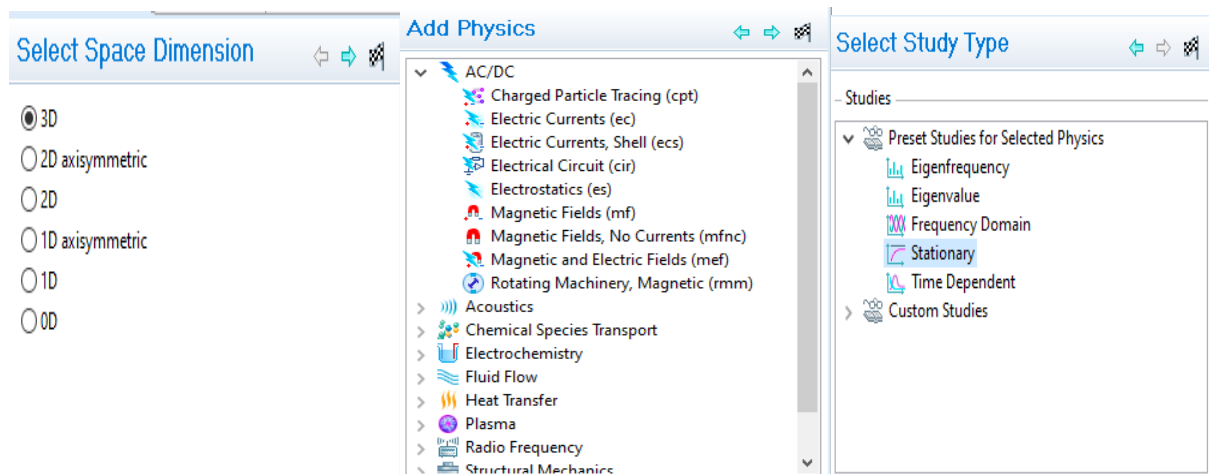 Select Space Dimension
3D
2D axisymmetric
2D
1D axisymmetric
1D
0D
Add Physics
AC/DC
Charged Particle Tracing (cpt)
Electric Currents (ec)
Electric Currents, Shell (ecs)
Electrical Circuit (cir)
Electrostatics (es)
Magnetic Fields (mf)
Magnetic Fields, No Currents (mfnc)
Magnetic and Electric Fields (mef)
Rotating Machinery, Magnetic (rmm)
Acoustics
Chemical Species Transport
Electrochemistry
Fluid Flow
Heat Transfer
Plasma
Radio Frequency
Structural Mechanics
Select Study Type
Studies
Preset Studies for Selected Physics
Eigenfrequency
Eigenvalue
Frequency Domain
Stationary
Time Dependent
Custom Studies